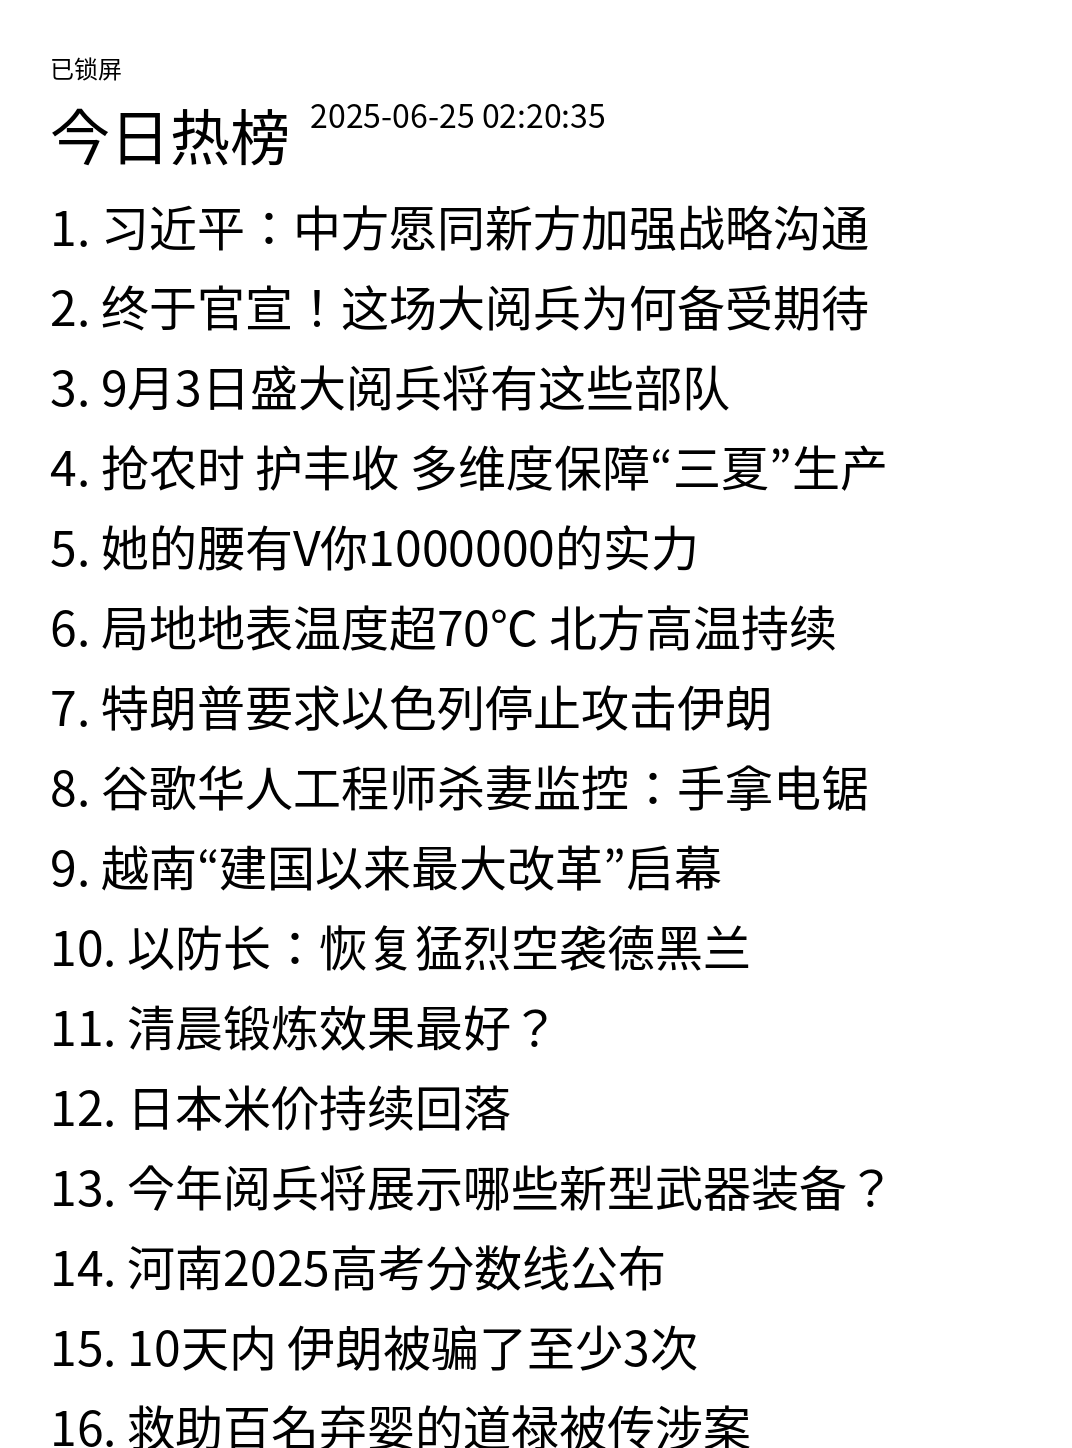 已锁屏
今日热榜 2025-06-25 02:20:35
1. 习近平：中方愿同新方加强战略沟通
2. 终于官宣！这场大阅兵为何备受期待
3. 9月3日盛大阅兵将有这些部队
4. 抢农时 护丰收 多维度保障“三夏”生产
5. 她的腰有V你1000000的实力
6. 局地地表温度超70℃ 北方高温持续
7. 特朗普要求以色列停止攻击伊朗
8. 谷歌华人工程师杀妻监控：手拿电锯
9. 越南“建国以来最大改革”启幕
10. 以防长：恢复猛烈空袭德黑兰
11. 清晨锻炼效果最好？
12. 日本米价持续回落
13. 今年阅兵将展示哪些新型武器装备？
14. 河南2025高考分数线公布
15. 10天内 伊朗被骗了至少3次
16. 救助百名弃婴的道禄被传涉案